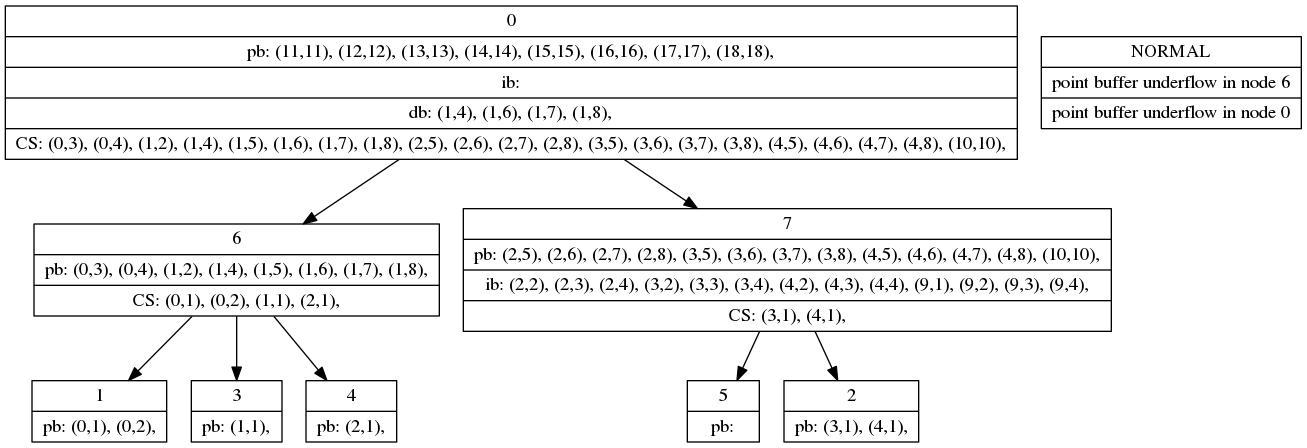 0
pb: (11,11), (12,12), (13,13), (14,14), (15,15), (16,16), (17,17), (18,18),
ib:
db: (1,4), (1,6), (1,7), (1,8),
CS: (0,3), (0,4), (1,2), (1,4), (1,5), (1,6), (1,7), (1,8), (2,5), (2,6), (2,7), (2,8), (3,5), (3,6), (3,7), (3,8), (4,5), (4,6), (4,7), (4,8), (10,10),
NORMAL
point buffer underflow in node 6
point buffer underflow in node 0
6
pb: (0,3), (0,4), (1,2), (1,4), (1,5), (1,6), (1,7), (1,8),
CS: (0,1), (0,2), (1,1), (2,1),
7
pb: (2,5), (2,6), (2,7), (2,8), (3,5), (3,6), (3,7), (3,8), (4,5), (4,6), (4,7), (4,8), (10,10),
ib: (2,2), (2,3), (2,4), (3,2), (3,3), (3,4), (4,2), (4,3), (4,4), (9,1), (9,2), (9,3), (9,4),
CS: (3,1), (4,1),
1
pb: (0,1), (0,2),
3
pb: (1,1),
4
pb: (2,1),
5
pb:
2
pb: (3,1), (4,1),